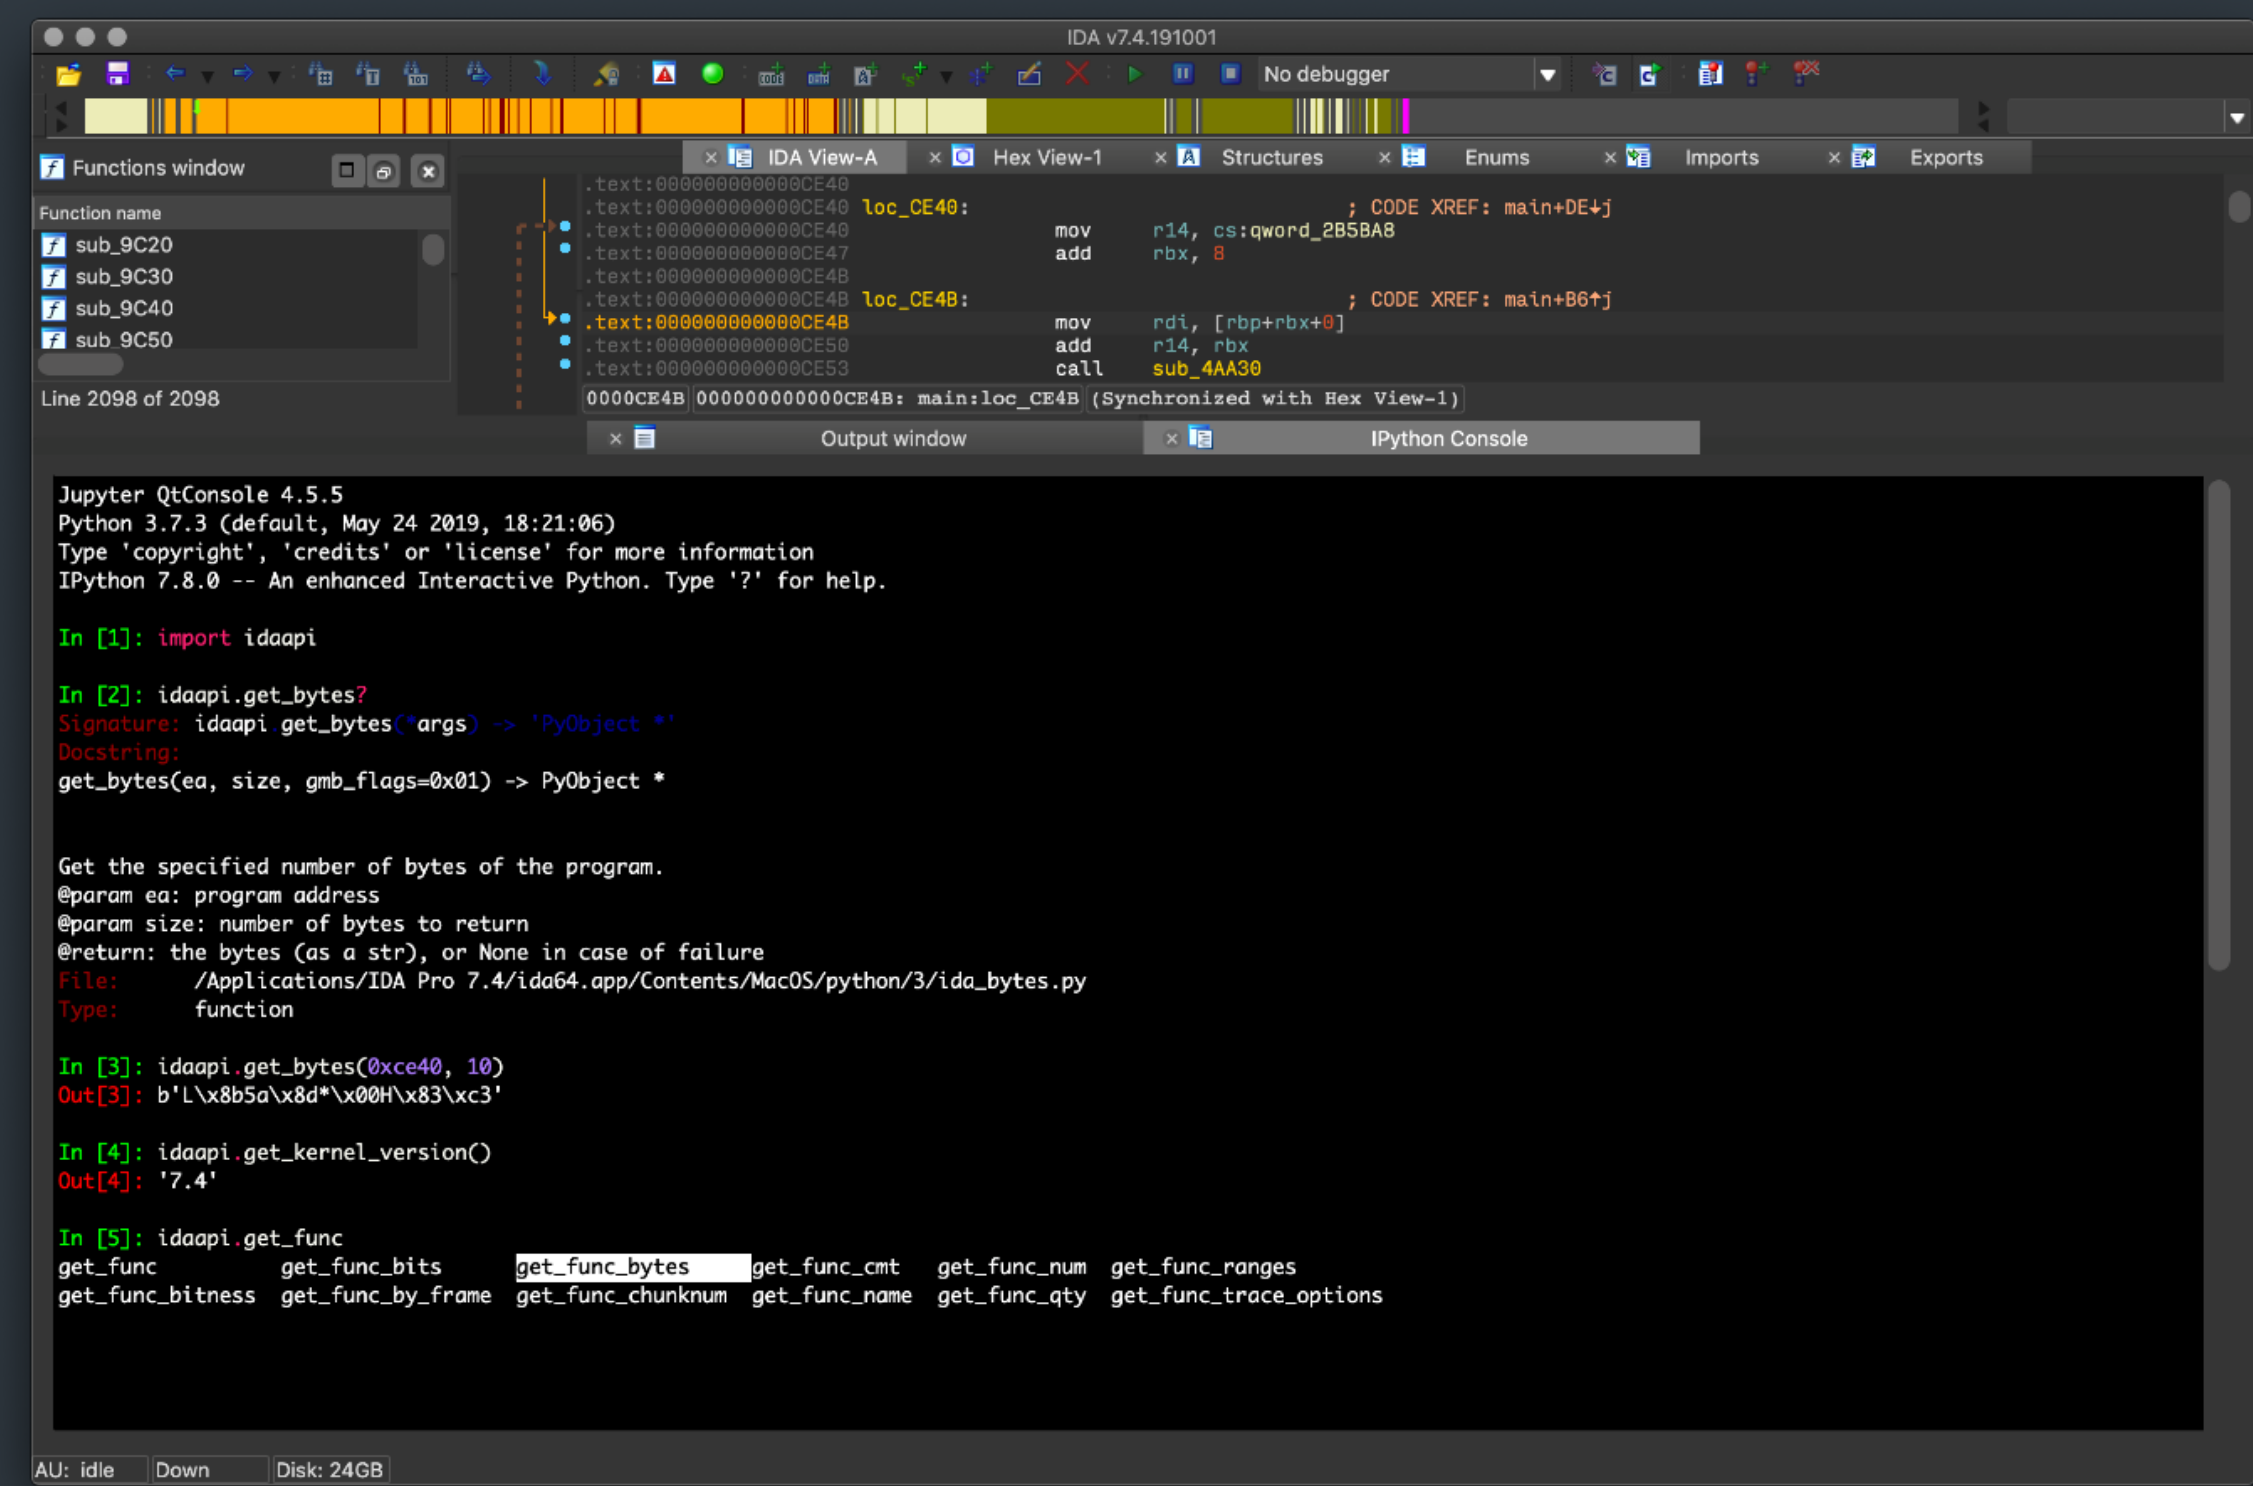 IDA v7.4.191001
No debugger
Functions window
Function name
sub_9C20
sub_9C30
sub_9C40
sub_9C50
Line 2098 of 2098
IDA View-A
Hex View-1
Structures
Enums
Imports
Exports
.text:000000000000CE40
.text:000000000000CE40 loc_CE40: ; CODE XREF: main+DE↓j
.text:000000000000CE40 mov r14, cs:qword_2B5BA8
.text:000000000000CE47 add rbx, 8
.text:000000000000CE4B
.text:000000000000CE4B loc_CE4B: ; CODE XREF: main+B6↑j
.text:000000000000CE4B mov rdi, [rbp+rbx+0]
.text:000000000000CE50 add r14, rbx
.text:000000000000CE53 call sub_4AA30
0000CE4B 000000000000CE4B: main:loc_CE4B (Synchronized with Hex View-1)
Output window
IPython Console
Jupyter QtConsole 4.5.5
Python 3.7.3 (default, May 24 2019, 18:21:06)
Type 'copyright', 'credits' or 'license' for more information
IPython 7.8.0 -- An enhanced Interactive Python. Type '?' for help.
In [1]: import idaapi
In [2]: idaapi.get_bytes?
Signature: idaapi.get_bytes(*args) -> 'PyObject *'
Docstring:
get_bytes(ea, size, gmb_flags=0x01) -> PyObject *
Get the specified number of bytes of the program.
@param ea: program address
@param size: number of bytes to return
@return: the bytes (as a str), or None in case of failure
File: /Applications/IDA Pro 7.4/ida64.app/Contents/MacOS/python/3/ida_bytes.py
Type: function
In [3]: idaapi.get_bytes(0xce40, 10)
Out[3]: b'L\x8b5a\x8d*\x00H\x83\xc3'
In [4]: idaapi.get_kernel_version()
Out[4]: '7.4'
In [5]: idaapi.get_func
get_func get_func_bits get_func_bytes get_func_cmt get_func_num get_func_ranges
get_func_bitness get_func_by_frame get_func_chunknum get_func_name get_func_qty get_func_trace_options
AU: idle Down Disk: 24GB